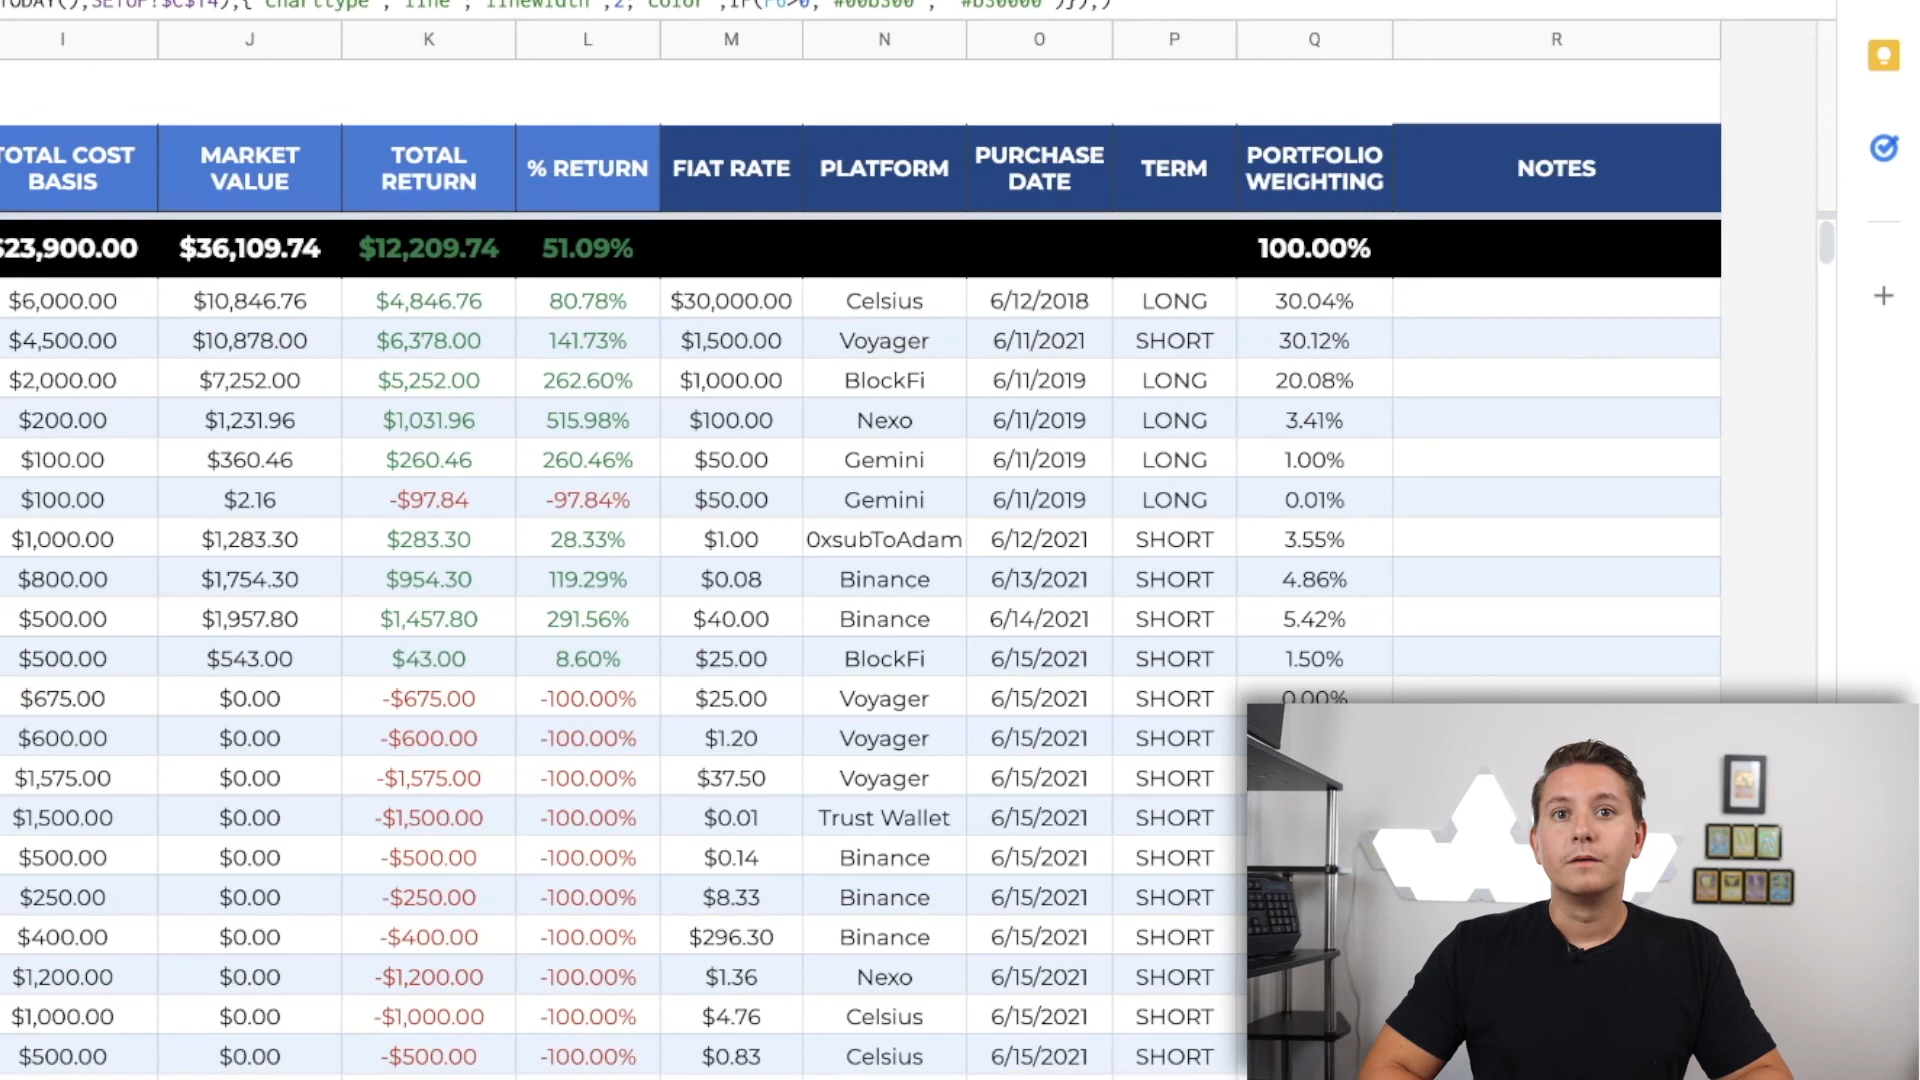 TODAY(),SETUP!$C$14),{"charttype","line";"linewidth",2;"color",IF(F6>0,"#00b300", "#b30000")}),)
I J K L M N O P Q R
TOTAL COST BASIS MARKET VALUE TOTAL RETURN % RETURN FIAT RATE PLATFORM PURCHASE DATE TERM PORTFOLIO WEIGHTING NOTES
$23,900.00 $36,109.74 $12,209.74 51.09% 100.00%
$6,000.00 $10,846.76 $4,846.76 80.78% $30,000.00 Celsius 6/12/2018 LONG 30.04%
$4,500.00 $10,878.00 $6,378.00 141.73% $1,500.00 Voyager 6/11/2021 SHORT 30.12%
$2,000.00 $7,252.00 $5,252.00 262.60% $1,000.00 BlockFi 6/11/2019 LONG 20.08%
$200.00 $1,231.96 $1,031.96 515.98% $100.00 Nexo 6/11/2019 LONG 3.41%
$100.00 $360.46 $260.46 260.46% $50.00 Gemini 6/11/2019 LONG 1.00%
$100.00 $2.16 -$97.84 -97.84% $50.00 Gemini 6/11/2019 LONG 0.01%
$1,000.00 $1,283.30 $283.30 28.33% $1.00 0xsubToAdam 6/12/2021 SHORT 3.55%
$800.00 $1,754.30 $954.30 119.29% $0.08 Binance 6/13/2021 SHORT 4.86%
$500.00 $1,957.80 $1,457.80 291.56% $40.00 Binance 6/14/2021 SHORT 5.42%
$500.00 $543.00 $43.00 8.60% $25.00 BlockFi 6/15/2021 SHORT 1.50%
$675.00 $0.00 -$675.00 -100.00% $25.00 Voyager 6/15/2021 SHORT 0.00%
$600.00 $0.00 -$600.00 -100.00% $1.20 Voyager 6/15/2021 SHORT
$1,575.00 $0.00 -$1,575.00 -100.00% $37.50 Voyager 6/15/2021 SHORT
$1,500.00 $0.00 -$1,500.00 -100.00% $0.01 Trust Wallet 6/15/2021 SHORT
$500.00 $0.00 -$500.00 -100.00% $0.14 Binance 6/15/2021 SHORT
$250.00 $0.00 -$250.00 -100.00% $8.33 Binance 6/15/2021 SHORT
$400.00 $0.00 -$400.00 -100.00% $296.30 Binance 6/15/2021 SHORT
$1,200.00 $0.00 -$1,200.00 -100.00% $1.36 Nexo 6/15/2021 SHORT
$1,000.00 $0.00 -$1,000.00 -100.00% $4.76 Celsius 6/15/2021 SHORT
$500.00 $0.00 -$500.00 -100.00% $0.83 Celsius 6/15/2021 SHORT